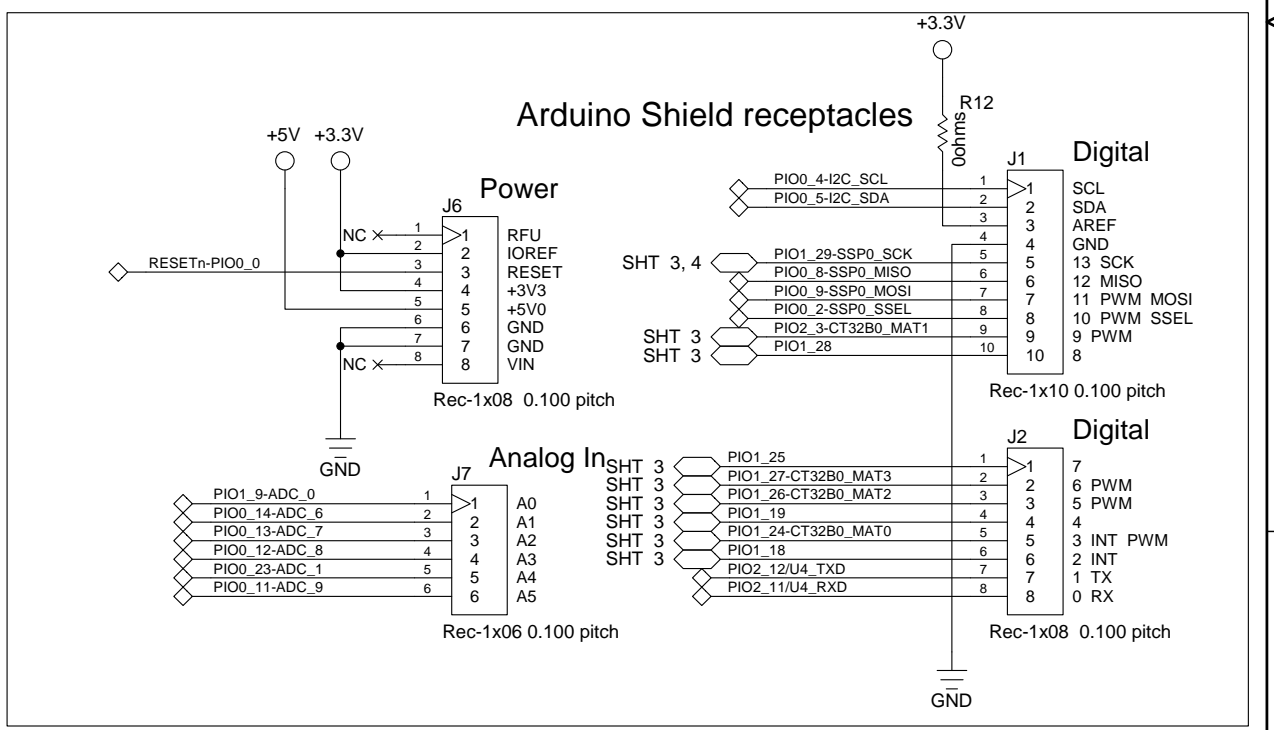 +3.3V
R12
0ohms
Arduino Shield receptacles
+5V +3.3V
Power
J6
NC 1 1 RFU
2 2 IOREF
RESETn-PIO0_0 3 3 RESET
4 4 +3V3
5 5 +5V0
6 6 GND
7 7 GND
NC 8 8 VIN
Rec-1x08 0.100 pitch
GND
J1 Digital
PIO0_4-I2C_SCL 1 1 SCL
PIO0_5-I2C_SDA 2 2 SDA
3 3 AREF
4 4 GND
SHT 3, 4 PIO1_29-SSP0_SCK 5 5 13 SCK
PIO0_8-SSP0_MISO 6 6 12 MISO
PIO0_9-SSP0_MOSI 7 7 11 PWM MOSI
PIO0_2-SSP0_SSEL 8 8 10 PWM SSEL
SHT 3 PIO2_3-CT32B0_MAT1 9 9 9 PWM
SHT 3 PIO1_28 10 10 8
Rec-1x10 0.100 pitch
Analog In
J7
PIO1_9-ADC_0 1 1 A0
PIO0_14-ADC_6 2 2 A1
PIO0_13-ADC_7 3 3 A2
PIO0_12-ADC_8 4 4 A3
PIO0_23-ADC_1 5 5 A4
PIO0_11-ADC_9 6 6 A5
Rec-1x06 0.100 pitch
J2 Digital
SHT 3 PIO1_25 1 1 7
SHT 3 PIO1_27-CT32B0_MAT3 2 2 6 PWM
SHT 3 PIO1_26-CT32B0_MAT2 3 3 5 PWM
SHT 3 PIO1_19 4 4 4
SHT 3 PIO1_24-CT32B0_MAT0 5 5 3 INT PWM
SHT 3 PIO1_18 6 6 2 INT
PIO2_12/U4_TXD 7 7 1 TX
PIO2_11/U4_RXD 8 8 0 RX
Rec-1x08 0.100 pitch
GND